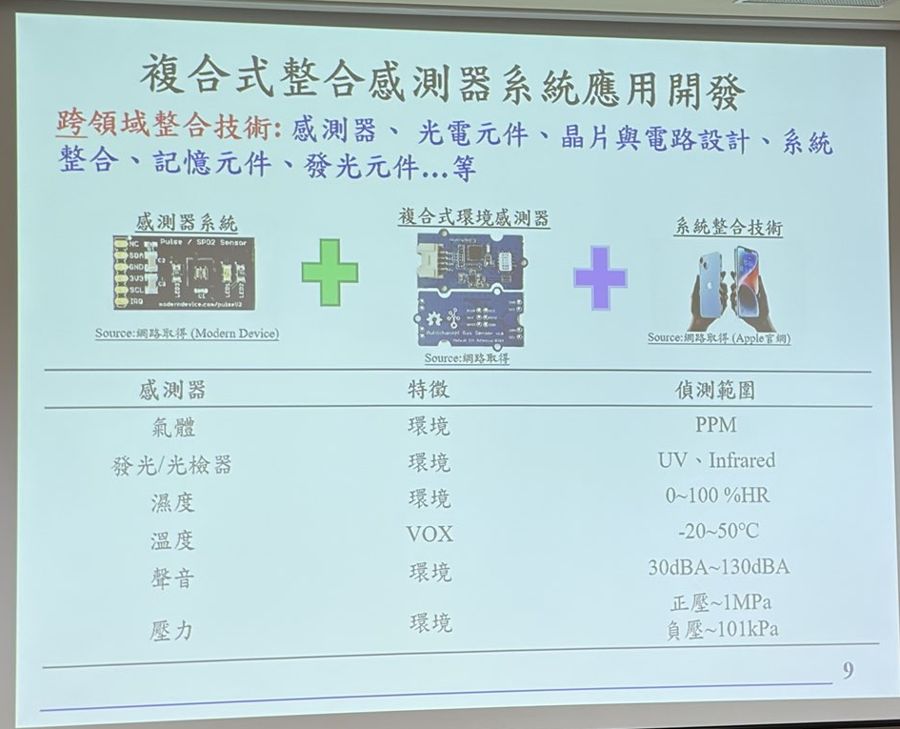 複合式整合感測器系統應用開發
跨領域整合技術: 感測器、 光電元件、晶片與電路設計、系統
整合、記憶元件、發光元件...等
感測器系統
複合式環境感測器
系統整合技術
NC
SDA
GND
3V3
SCL
IRQ
Pulse / SPO2 Sensor
C2
moderndevice.com/pulseV2
Multichannel Gas Sensor
Source:網路取得 (Modern Device)
Source:網路取得
Source:網路取得 (Apple官網)
感測器 特徵 偵測範圍
氣體 環境 PPM
發光/光檢器 環境 UV、Infrared
濕度 環境 0~100 %HR
溫度 VOX -20~50℃
聲音 環境 30dBA~130dBA
壓力 環境 正壓~1MPa
負壓~101kPa
9